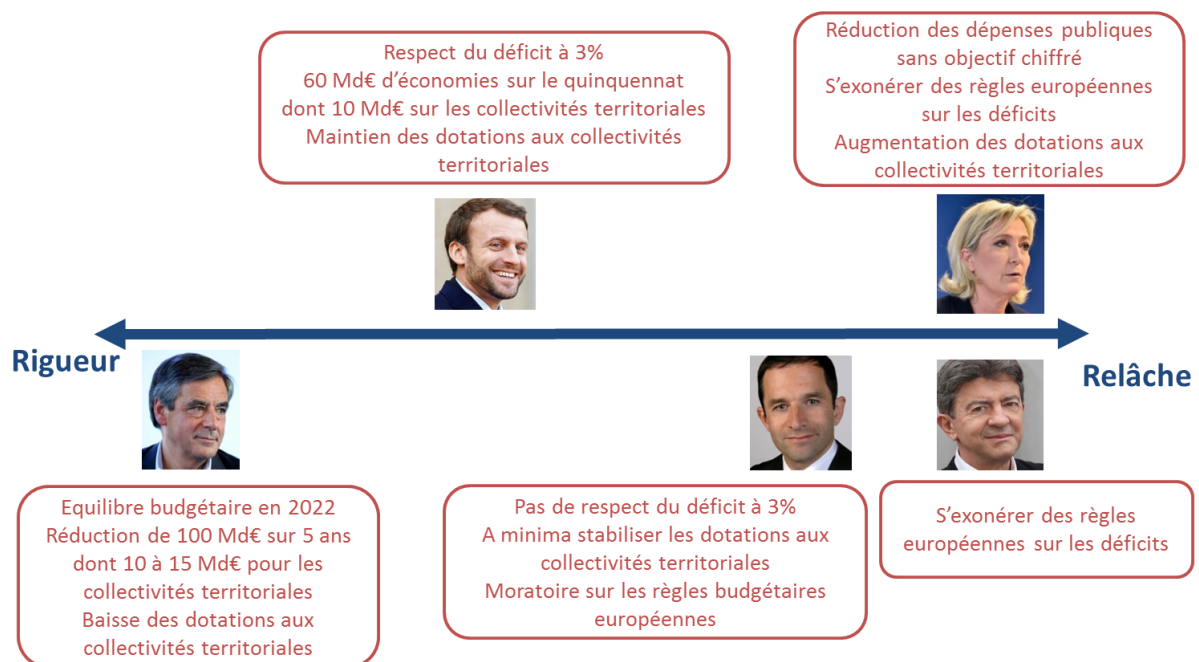 Respect du déficit à 3%
60 Md€ d’économies sur le quinquennat
dont 10 Md€ sur les collectivités territoriales
Maintien des dotations aux collectivités
territoriales
Réduction des dépenses publiques
sans objectif chiffré
S’exonérer des règles européennes
sur les déficits
Augmentation des dotations aux
collectivités territoriales
Rigueur
Relâche
Equilibre budgétaire en 2022
Réduction de 100 Md€ sur 5 ans
dont 10 à 15 Md€ pour les
collectivités territoriales
Baisse des dotations aux
collectivités territoriales
Pas de respect du déficit à 3%
A minima stabiliser les dotations aux
collectivités territoriales
Moratoire sur les règles budgétaires
européennes
S’exonérer des règles
européennes sur les déficits